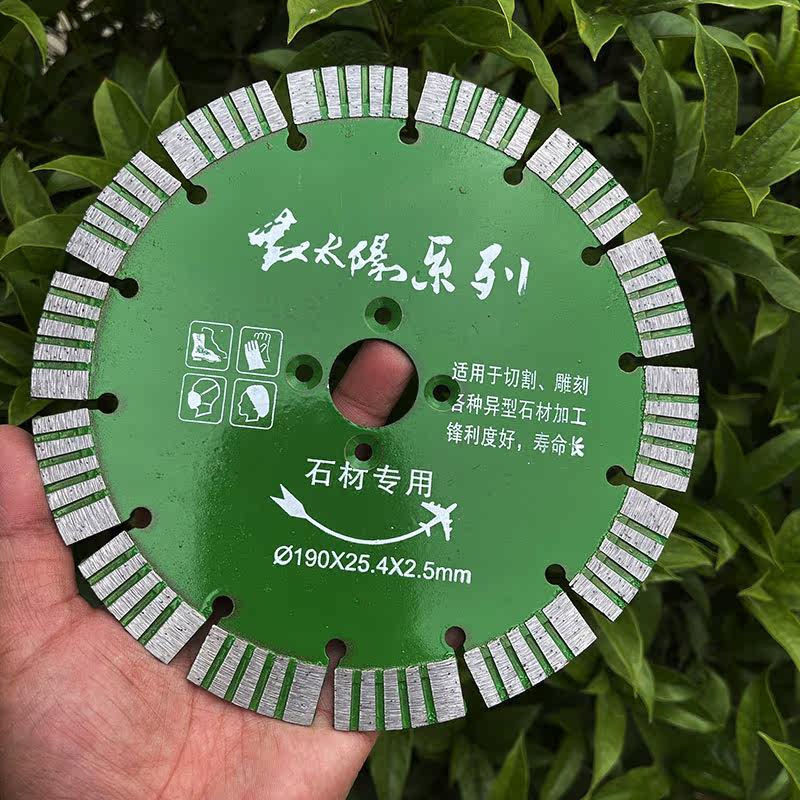 太陽系列
适用于切割、雕刻
各种异型石材加工
锋利度好，寿命长
石材专用
Ø190X25.4X2.5mm